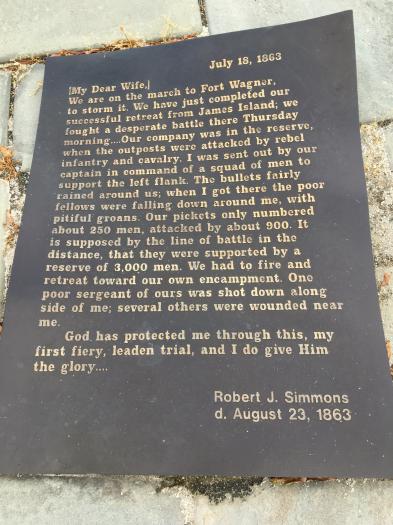 July 18, 1863
[My Dear Wife,]
We are on the march to Fort Wagner,
to storm it. We have just completed our
successful retreat from James Island; we
fought a desperate battle there Thursday
morning....Our company was in the reserve,
when the outposts were attacked by rebel
infantry and cavalry. I was sent out by our
captain in command of a squad of men to
support the left flank. The bullets fairly
rained around us; when I got there the poor
fellows were falling down around me, with
pitiful groans. Our pickets only numbered
about 250 men, attacked by about 900. It
is supposed by the line of battle in the
distance, that they were supported by a
reserve of 3,000 men. We had to fire and
retreat toward our own encampment. One
poor sergeant of ours was shot down along
side of me; several others were wounded near
me.
God has protected me through this, my
first fiery, leaden trial, and I do give Him
the glory....
Robert J. Simmons
d. August 23, 1863